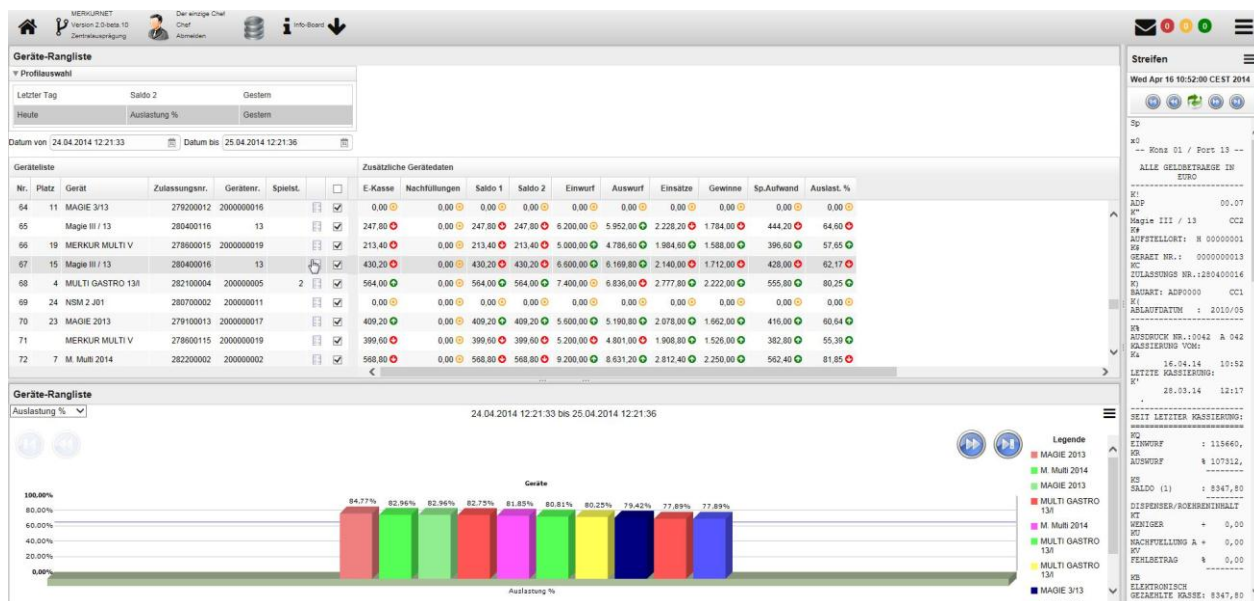 MERKURNET
Version 2.0-beta.10
Zentralausprägung
Der einzige Chef
Chef
Abmelden
Info-Board
0 0 0
Geräte-Rangliste
Profilauswahl
Letzter Tag Saldo 2 Gestern
Heute Auslastung % Gestern
Datum von 24.04.2014 12:21:33 Datum bis 25.04.2014 12:21:36
Geräteliste Zusätzliche Gerätedaten
Nr. Platz Gerät Zulassungsnr. Gerätenr. Spielst. E-Kasse Nachfüllungen Saldo 1 Saldo 2 Einwurf Auswurf Einsätze Gewinne Sp.Aufwand Auslast. %
64 11 MAGIE 3/13 279200012 2000000016 0,00 0,00 0,00 0,00 0,00 0,00 0,00 0,00 0,00 0,00
65 Magie III / 13 280400116 13 247,80 0,00 247,80 247,80 6.200,00 5.952,00 2.228,20 1.784,00 444,20 64,60
66 19 MERKUR MULTI V 278600015 2000000019 213,40 0,00 213,40 213,40 5.000,00 4.786,60 1.984,60 1.588,00 396,60 57,65
67 15 Magie III / 13 280400016 13 430,20 0,00 430,20 430,20 6.600,00 6.169,80 2.140,00 1.712,00 428,00 62,17
68 4 MULTI GASTRO 13/I 282100004 200000005 2 564,00 0,00 564,00 564,00 7.400,00 6.836,00 2.777,80 2.222,00 555,80 80,25
69 24 NSM 2 J01 280700002 200000011 0,00 0,00 0,00 0,00 0,00 0,00 0,00 0,00 0,00 0,00
70 23 MAGIE 2013 279100013 2000000017 409,20 0,00 409,20 409,20 5.600,00 5.190,80 2.078,00 1.662,00 416,00 60,64
71 MERKUR MULTI V 278600115 2000000019 399,60 0,00 399,60 399,60 5.200,00 4.801,00 1.908,80 1.526,00 382,80 55,39
72 7 M. Multi 2014 282200002 200000002 568,80 0,00 568,80 568,80 9.200,00 8.631,20 2.812,40 2.250,00 562,40 81,85
Geräte-Rangliste
Auslastung % 24.04.2014 12:21:33 bis 25.04.2014 12:21:36
Geräte
100,00%
80,00%
60,00%
40,00%
20,00%
0,00%
84,77% 82,96% 82,96% 82,75% 81,85% 80,81% 80,25% 79,42% 77,89% 77,89%
Auslastung %
Legende
MAGIE 2013
M. Multi 2014
MAGIE 2013
MULTI GASTRO
13/I
M. Multi 2014
MULTI GASTRO
13/I
MULTI GASTRO
13/I
MAGIE 3/13
Streifen
Wed Apr 16 10:52:00 CEST 2014
Sp
x0
-- Konz 01 / Port 13 --
ALLE GELDBETRAEGE IN
EURO
K!
ADP 00.07
K"
Magie III / 13 CC2
K#
AUFSTELLORT: H 00000001
K$
GERAET NR.: 0000000013
KC
ZULASSUNGS NR.:280400016
K)
BAUART: ADP0000 CC1
K(
ABLAUFDATUM : 2010/05
K%
AUSDRUCK NR.:0042 A 042
KASSIERUNG VOM:
K&
16.04.14 10:52
LETZTE KASSIERUNG:
K'
28.03.14 12:17
SEIT LETZTER KASSIERUNG:
KQ
EINWURF : 115660,
KR
AUSWURF % 107312,
KS
SALDO (1) : 8347,80
DISPENSER/ROEHRENINHALT
KT
WENIGER + 0,00
KU
NACHFUELLUNG A + 0,00
KV
FEHLBETRAG % 0,00
KB
ELEKTRONISCH
GEZAEHLTE KASSE: 8347,80